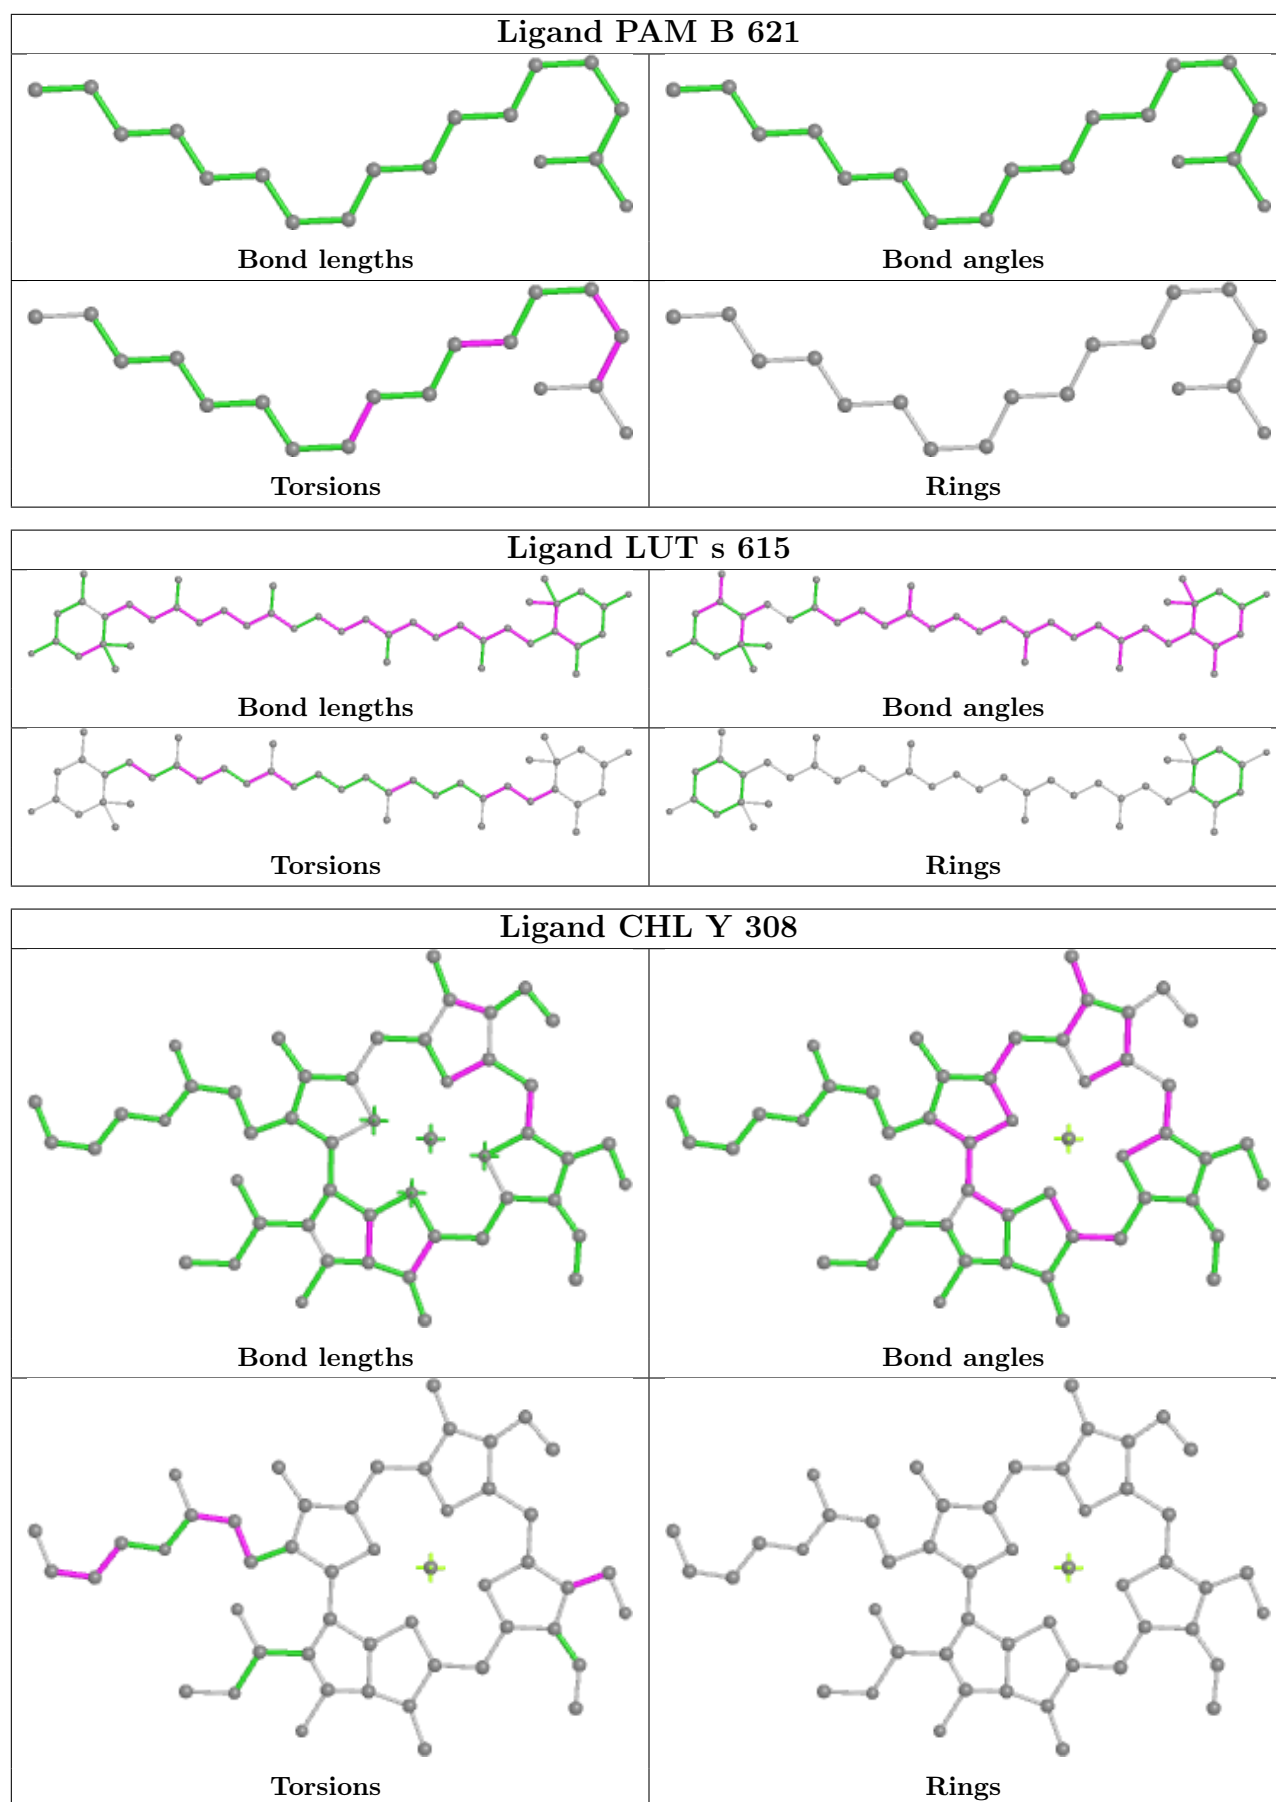 Ligand PAM B 621
Bond lengths
Bond angles
Torsions
Rings
Ligand LUT s 615
Bond lengths
Bond angles
Torsions
Rings
Ligand CHL Y 308
Bond lengths
Bond angles
Torsions
Rings